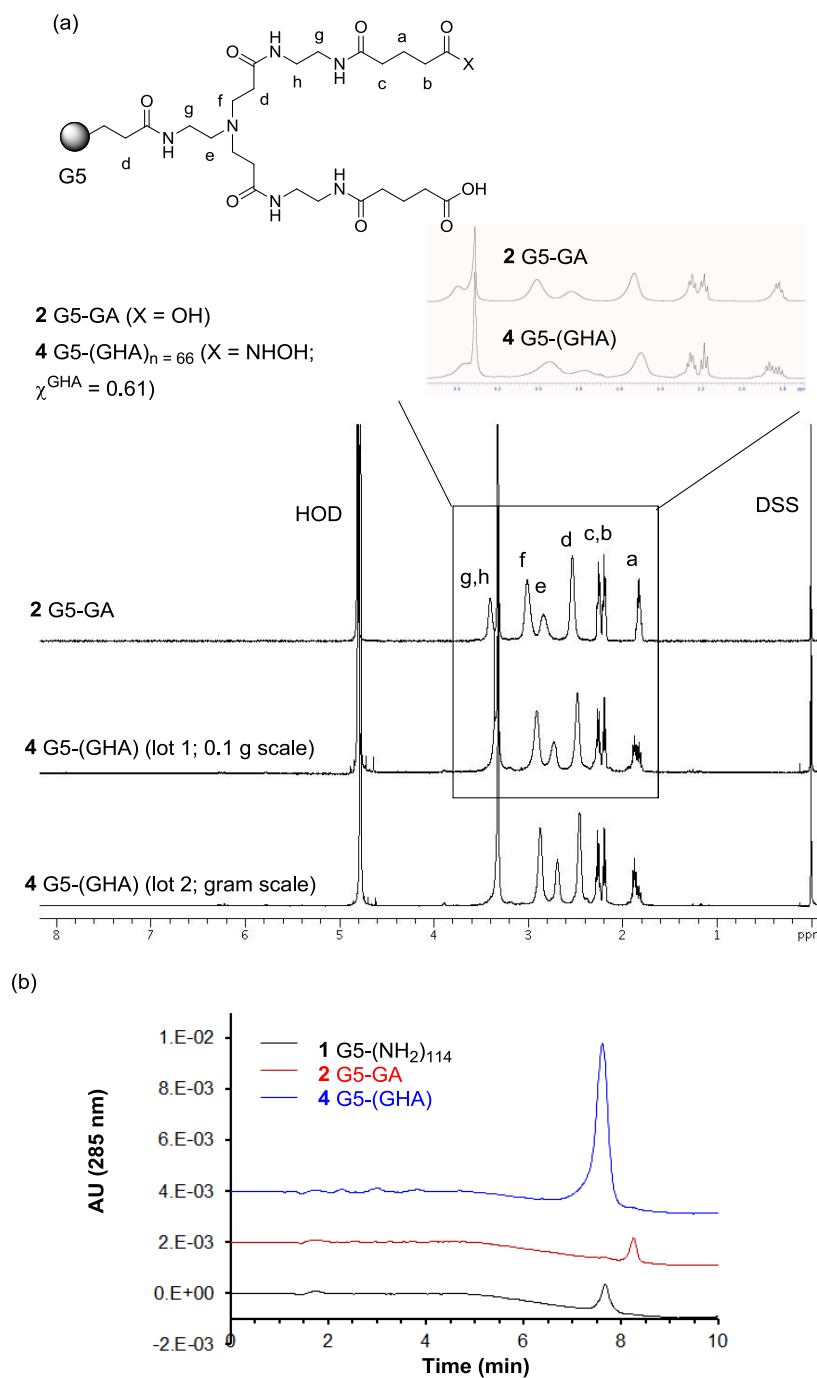 (a)
O
H
N
g
O
a
O
N
H
X
h
c
b
f
d
O
g
N
N
H
d
e
G5
H
N
O
OH
O
N
H
O
O
2 G5-GA
2 G5-GA (X = OH)
4 G5-(GHA)n = 66 (X = NHOH;
4 G5-(GHA)
χGHA = 0.61)
HOD
DSS
d
c,b
f
a
g,h
e
2 G5-GA
4 G5-(GHA) (lot 1; 0.1 g scale)
4 G5-(GHA) (lot 2; gram scale)
8 7 6 5 4 3 2 1 ppm
(b)
1.E-02
8.E-03
6.E-03
4.E-03
2.E-03
0.E+00
-2.E-03
AU (285 nm)
1 G5-(NH2)114
2 G5-GA
4 G5-(GHA)
0 2 4 6 8 10
Time (min)